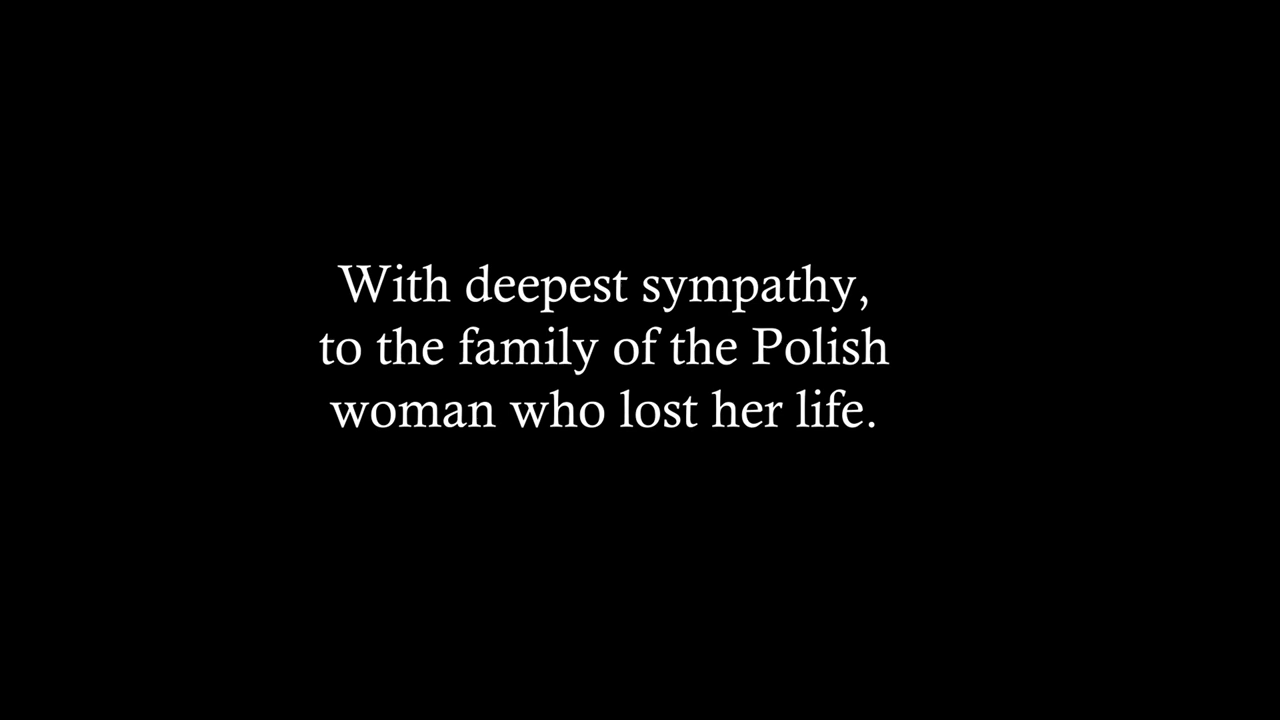 With deepest sympathy,
to the family of the Polish
woman who lost her life.